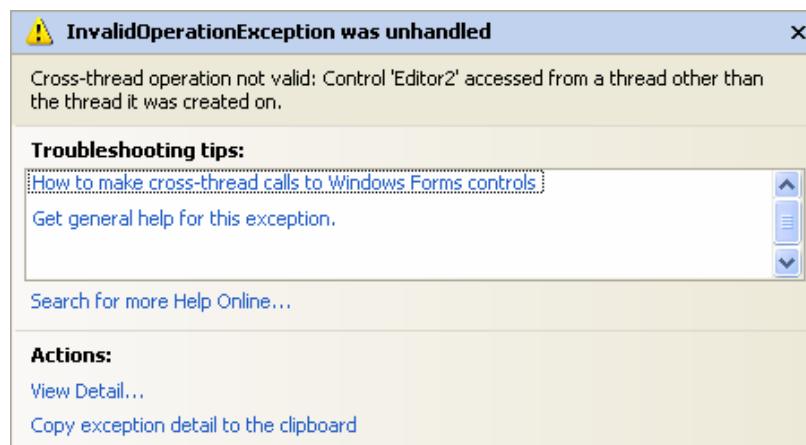 InvalidOperationException was unhandled
Cross-thread operation not valid: Control 'Editor2' accessed from a thread other than
the thread it was created on.
Troubleshooting tips:
How to make cross-thread calls to Windows Forms controls
Get general help for this exception.
Search for more Help Online...
Actions:
View Detail...
Copy exception detail to the clipboard